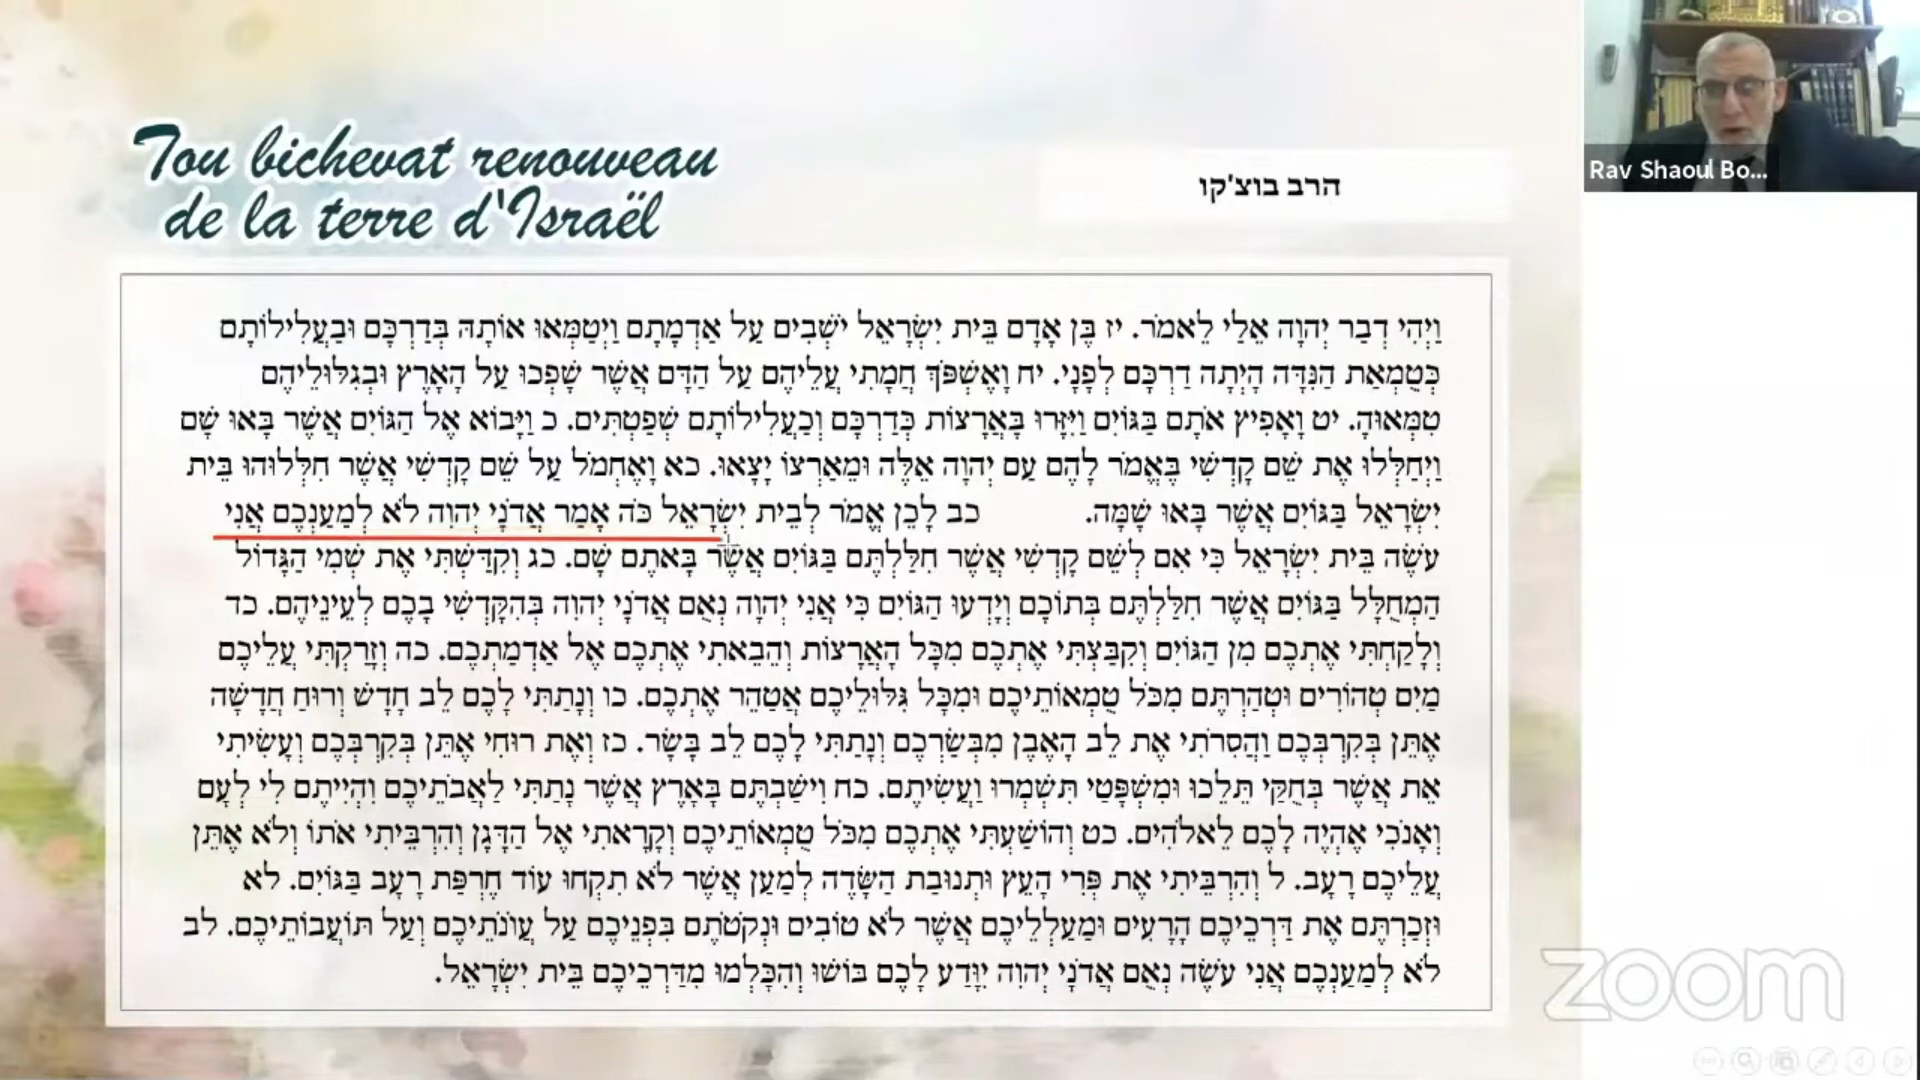 Tou bichevat renouveau
de la terre d'Israël
הרב בוצ'קו
Rav Shaoul Bo...
וַיְהִי דְבַר יְהוָה אֵלַי לֵאמֹר. יז בֶּן אָדָם בֵּית יִשְׂרָאֵל יֹשְׁבִים עַל אַדְמָתָם וַיְטַמְּאוּ אוֹתָהּ בְּדַרְכָּם וּבַעֲלִילוֹתָם
כְּטֻמְאַת הַנִּדָּה הָיְתָה דַרְכָּם לְפָנָי. יח וָאֶשְׁפֹּךְ חֲמָתִי עֲלֵיהֶם עַל הַדָּם אֲשֶׁר שָׁפְכוּ עַל הָאָרֶץ וּבְגִלּוּלֵיהֶם
טִמְּאוּהָ. יט וָאָפִיץ אֹתָם בַּגּוֹיִם וַיִּזָּרוּ בָּאֲרָצוֹת כְּדַרְכָּם וְכַעֲלִילוֹתָם שְׁפַטְתִּים. כ וַיָּבוֹא אֶל הַגּוֹיִם אֲשֶׁר בָּאוּ שָׁם
וַיְחַלְּלוּ אֶת שֵׁם קָדְשִׁי בֶּאֱמֹר לָהֶם עַם יְהוָה אֵלֶּה וּמֵאַרְצוֹ יָצָאוּ. כא וָאֶחְמֹל עַל שֵׁם קָדְשִׁי אֲשֶׁר חִלְּלוּהוּ בֵּית
יִשְׂרָאֵל בַּגּוֹיִם אֲשֶׁר בָּאוּ שָׁמָּה. כב לָכֵן אֱמֹר לְבֵית יִשְׂרָאֵל כֹּה אָמַר אֲדֹנָי יְהוִה לֹא לְמַעַנְכֶם אֲנִי
עֹשֶׂה בֵּית יִשְׂרָאֵל כִּי אִם לְשֵׁם קָדְשִׁי אֲשֶׁר חִלַּלְתֶּם בַּגּוֹיִם אֲשֶׁר בָּאתֶם שָׁם. כג וְקִדַּשְׁתִּי אֶת שְׁמִי הַגָּדוֹל
הַמְחֻלָּל בַּגּוֹיִם אֲשֶׁר חִלַּלְתֶּם בְּתוֹכָם וְיָדְעוּ הַגּוֹיִם כִּי אֲנִי יְהוָה נְאֻם אֲדֹנָי יְהוִה בְּהִקָּדְשִׁי בָכֶם לְעֵינֵיהֶם. כד
וְלָקַחְתִּי אֶתְכֶם מִן הַגּוֹיִם וְקִבַּצְתִּי אֶתְכֶם מִכָּל הָאֲרָצוֹת וְהֵבֵאתִי אֶתְכֶם אֶל אַדְמַתְכֶם. כה וְזָרַקְתִּי עֲלֵיכֶם
מַיִם טְהוֹרִים וּטְהַרְתֶּם מִכֹּל טֻמְאוֹתֵיכֶם וּמִכָּל גִּלּוּלֵיכֶם אֲטַהֵר אֶתְכֶם. כו וְנָתַתִּי לָכֶם לֵב חָדָשׁ וְרוּחַ חֲדָשָׁה
אֶתֵּן בְּקִרְבְּכֶם וַהֲסִרֹתִי אֶת לֵב הָאֶבֶן מִבְּשַׂרְכֶם וְנָתַתִּי לָכֶם לֵב בָּשָׂר. כז וְאֶת רוּחִי אֶתֵּן בְּקִרְבְּכֶם וְעָשִׂיתִי
אֵת אֲשֶׁר בְּחֻקַּי תֵּלֵכוּ וּמִשְׁפָּטַי תִּשְׁמְרוּ וַעֲשִׂיתֶם. כח וִישַׁבְתֶּם בָּאָרֶץ אֲשֶׁר נָתַתִּי לַאֲבֹתֵיכֶם וִהְיִיתֶם לִי לְעָם
וְאָנֹכִי אֶהְיֶה לָכֶם לֵאלֹהִים. כט וְהוֹשַׁעְתִּי אֶתְכֶם מִכֹּל טֻמְאוֹתֵיכֶם וְקָרָאתִי אֶל הַדָּגָן וְהִרְבֵּיתִי אֹתוֹ וְלֹא אֶתֵּן
עֲלֵיכֶם רָעָב. ל וְהִרְבֵּיתִי אֶת פְּרִי הָעֵץ וּתְנוּבַת הַשָּׂדֶה לְמַעַן אֲשֶׁר לֹא תִקְחוּ עוֹד חֶרְפַּת רָעָב בַּגּוֹיִם. לא
וּזְכַרְתֶּם אֶת דַּרְכֵיכֶם הָרָעִים וּמַעַלְלֵיכֶם אֲשֶׁר לֹא טוֹבִים וּנְקֹטֹתֶם בִּפְנֵיכֶם עַל עֲוֹנֹתֵיכֶם וְעַל תּוֹעֲבוֹתֵיכֶם. לב
לֹא לְמַעַנְכֶם אֲנִי עֹשֶׂה נְאֻם אֲדֹנָי יְהוִה יִוָּדַע לָכֶם בּוֹשׁוּ וְהִכָּלְמוּ מִדַּרְכֵיכֶם בֵּית יִשְׂרָאֵל.
zoom